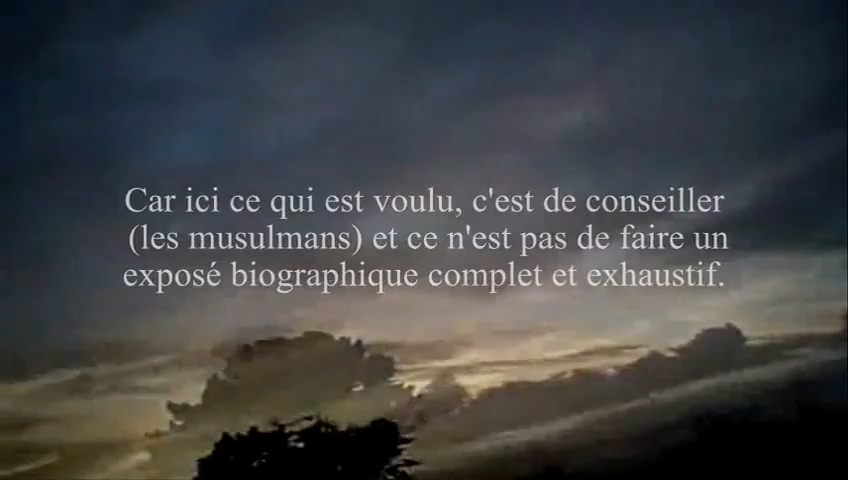 Car ici ce qui est voulu, c'est de conseiller
(les musulmans) et ce n'est pas de faire un
exposé biographique complet et exhaustif.